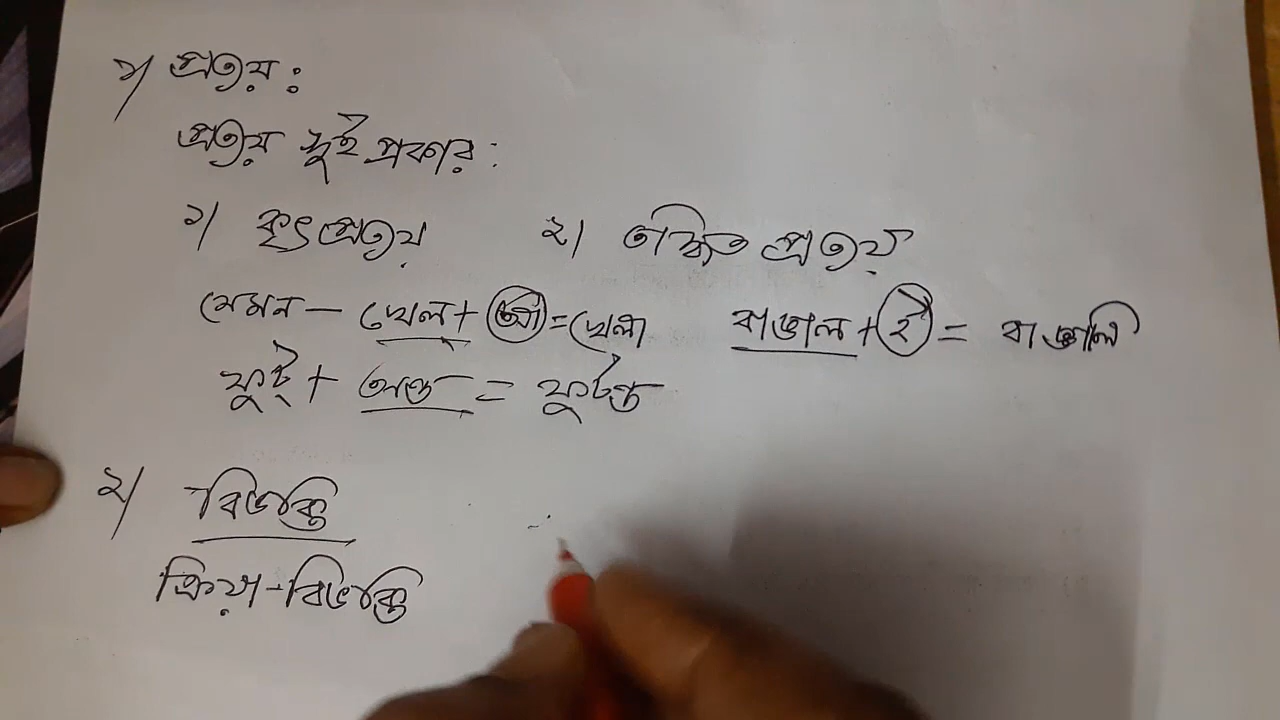 ১/ প্রত্যয় :
প্রত্যয় দুই প্রকার :
১/ কৃৎপ্রত্যয় ২/ তদ্ধিত প্রত্যয়
যেমন - খেল্ + আ = খেলা বাঙাল + ই = বাঙালি
ফুট্ + অন্ত = ফুটন্ত
২/ বিভক্তি
ক্রিয়া-বিভক্তি